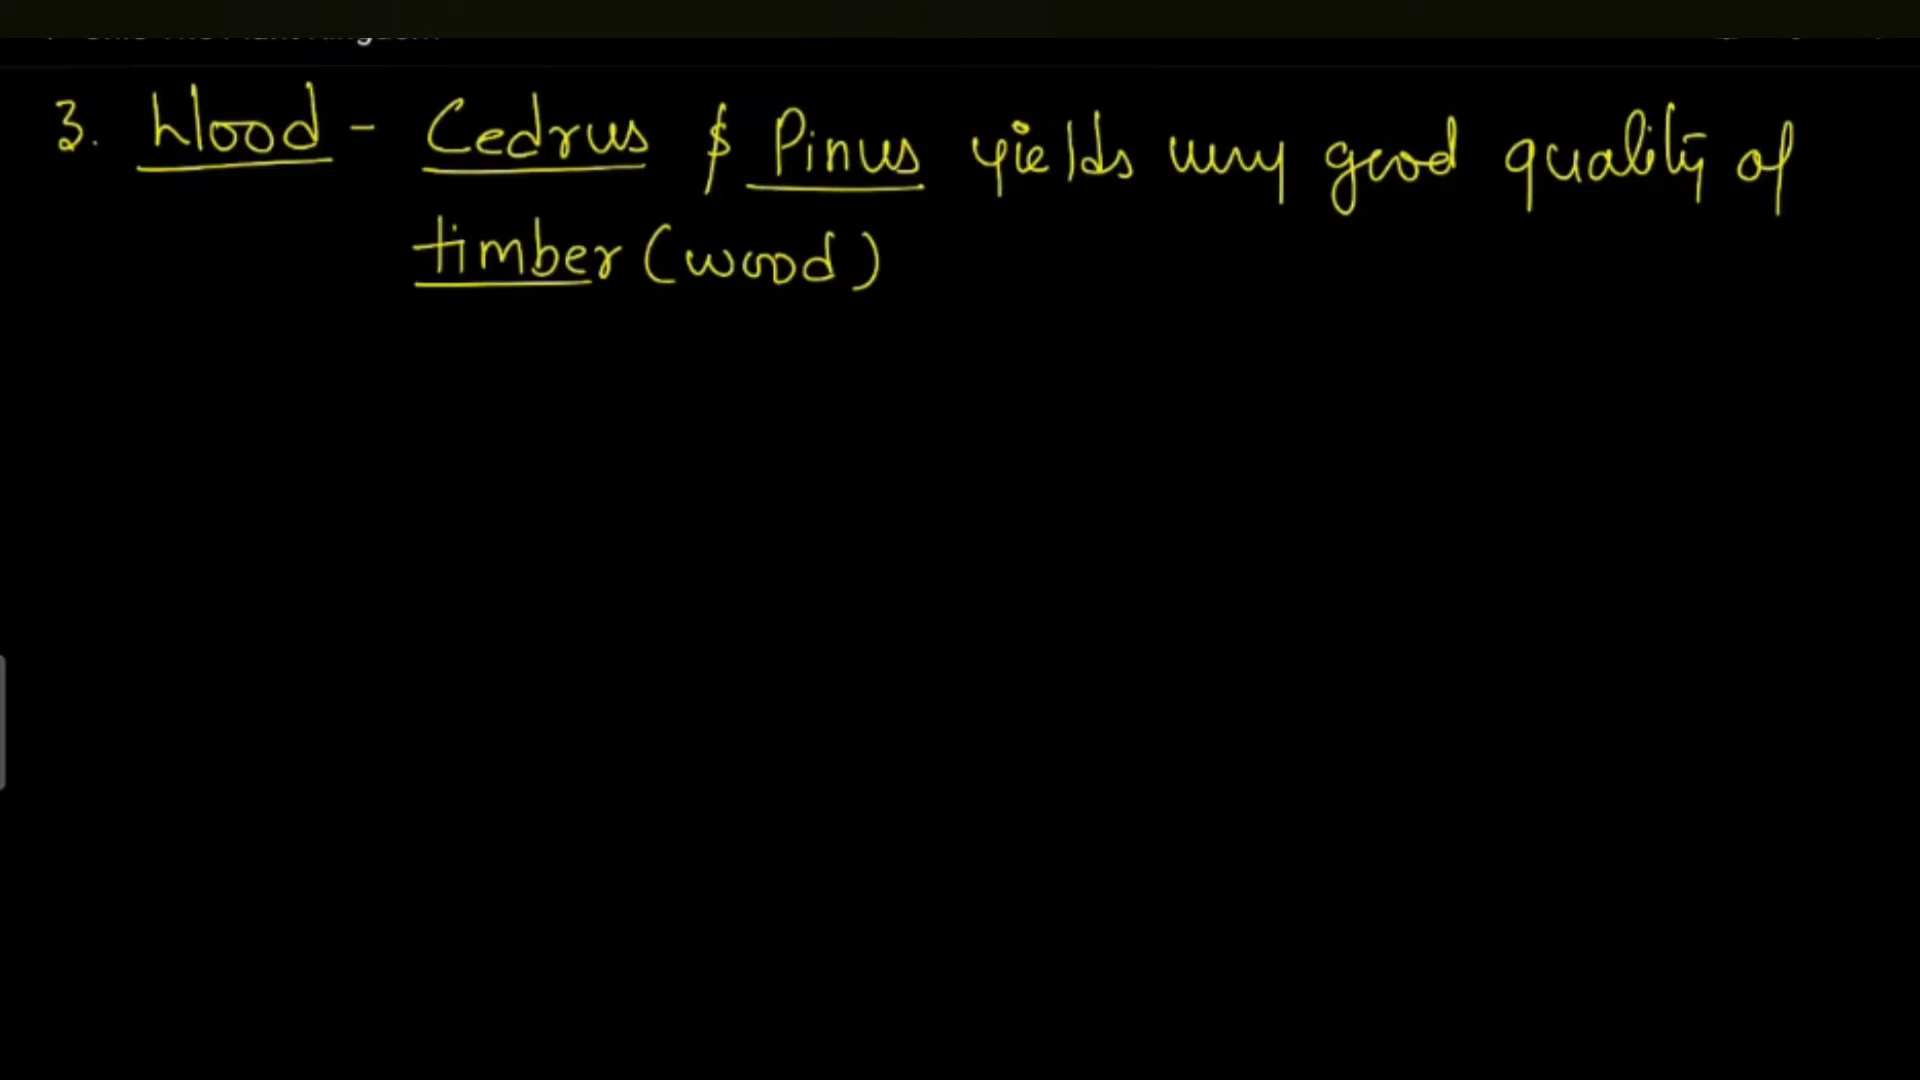 3. Wood - Cedrus & Pinus yields very good quality of
timber (wood)